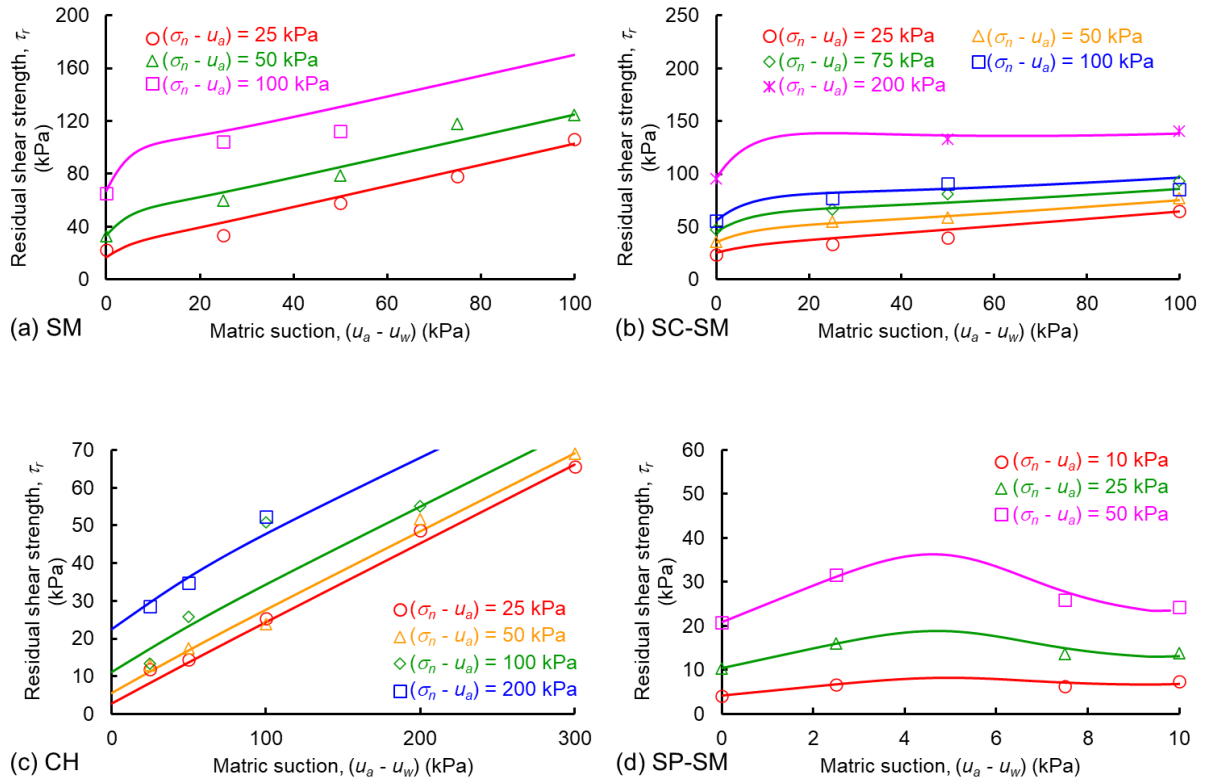 200
160
120
80
40
0
Residual shear strength, τr
(kPa)
(σn - ua) = 25 kPa
(σn - ua) = 50 kPa
(σn - ua) = 100 kPa
0 20 40 60 80 100
Matric suction, (ua - uw) (kPa)
(a) SM
250
200
150
100
50
0
Residual shear strength, τr
(kPa)
(σn - ua) = 25 kPa (σn - ua) = 50 kPa
(σn - ua) = 75 kPa (σn - ua) = 100 kPa
(σn - ua) = 200 kPa
0 20 40 60 80 100
Matric suction, (ua - uw) (kPa)
(b) SC-SM
70
60
50
40
30
20
10
0
Residual shear strength, τr
(kPa)
(σn - ua) = 25 kPa
(σn - ua) = 50 kPa
(σn - ua) = 100 kPa
(σn - ua) = 200 kPa
0 100 200 300
Matric suction, (ua - uw) (kPa)
(c) CH
60
50
40
30
20
10
0
Residual shear strength, τr
(kPa)
(σn - ua) = 10 kPa
(σn - ua) = 25 kPa
(σn - ua) = 50 kPa
0 2 4 6 8 10
Matric suction, (ua - uw) (kPa)
(d) SP-SM